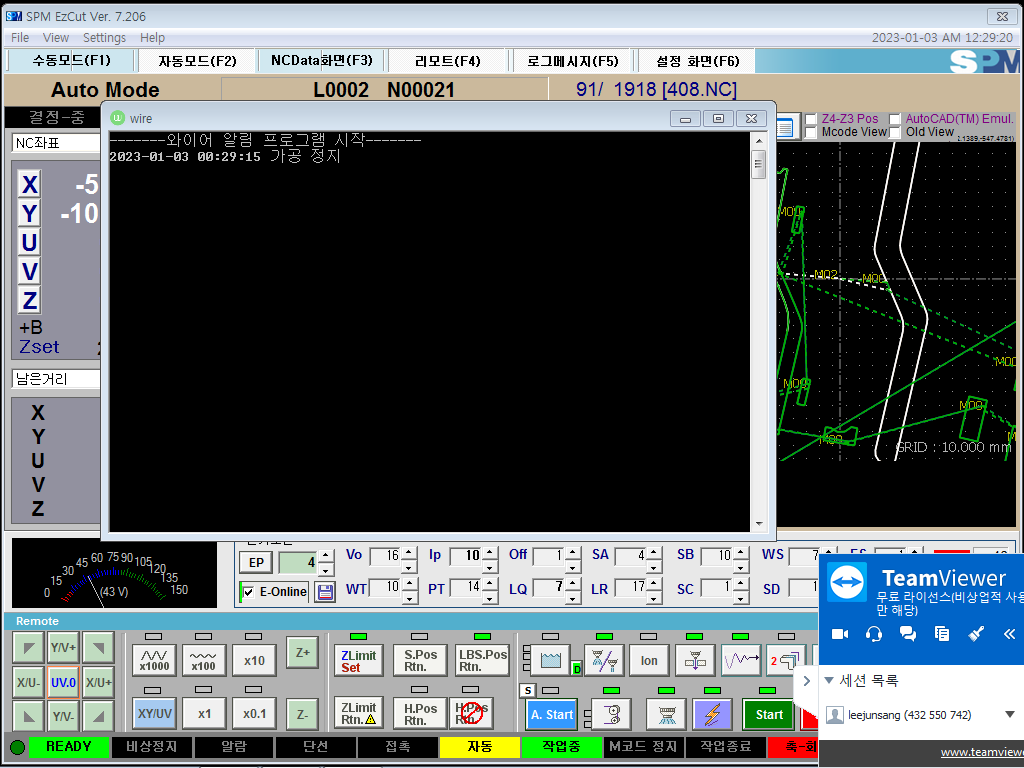 SPM EzCut Ver. 7.206
File View Settings Help
2023-01-03 AM 12:29:20
수동모드(F1) 자동모드(F2) NCData화면(F3) 리모트(F4) 로그메시지(F5) 설정 화면(F6)
SPM
Auto Mode L0002 N00021 91/ 1918 [408.NC]
결정-중
wire
-------와이어 알림 프로그램 시작-------
2023-01-03 00:29:15 가공 정지
Z4-Z3 Pos AutoCAD(TM) Emul.
Mcode View Old View
NC좌표
X -5
Y -10
U
V
Z
+B
Zset
남은거리
X
Y
U
V
Z
M02 M00
M00
M00
M00
M00
GRID : 10.000 mm
0 15 30 45 60 75 90 105 120 135 150
(43 V)
EP 4
E-Online
Vo 16 Ip 10 Off 1 SA 4 SB 10 WS 7
WT 10 PT 14 LQ 7 LR 17 SC 1 SD 1
TeamViewer
무료 라이선스(비상업적 사용
만 해당)
세션 목록
leejunsang (432 550 742)
www.teamviewe
Remote
Y/V+
X/U- UV.0 X/U+
Y/V-
x1000 x100 x10 Z+
XY/UV x1 x0.1 Z-
ZLimit Set S.Pos Rtn. LBS.Pos Rtn.
ZLimit Rtn. H.Pos Rtn.
D Ion 2
S A. Start Start
READY 비상정지 알람 단선 접촉 자동 작업중 M코드 정지 작업종료